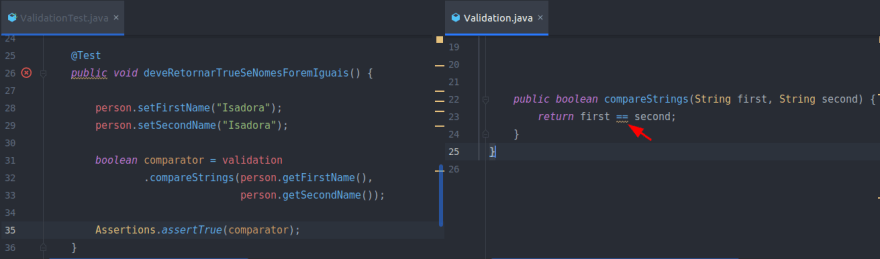 ValidationTest.java ×
24
25 @Test
26 public void deveRetornarTrueSeNomesForemIguais() {
27
28 person.setFirstName("Isadora");
29 person.setSecondName("Isadora");
30
31 boolean comparator = validation
32 .compareStrings(person.getFirstName(),
33 person.getSecondName());
34
35 Assertions.assertTrue(comparator);
36 }
Validation.java ×
19
20
21
22 public boolean compareStrings(String first, String second) {
23 return first == second;
24 }
25 }
26